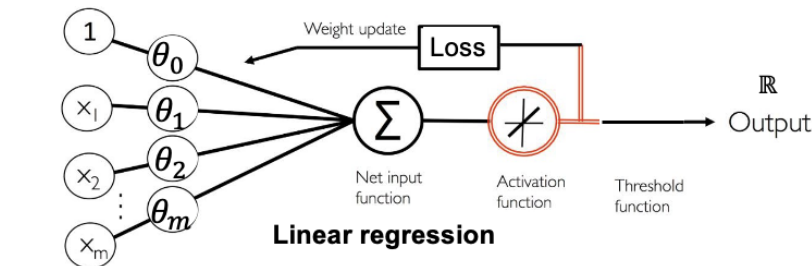 1
θ₀
x₁
θ₁
x₂
θ₂
⋮
θₘ
xₘ
Weight update
Loss
Σ
Net input
function
Activation
function
Threshold
function
ℝ
Output
Linear regression